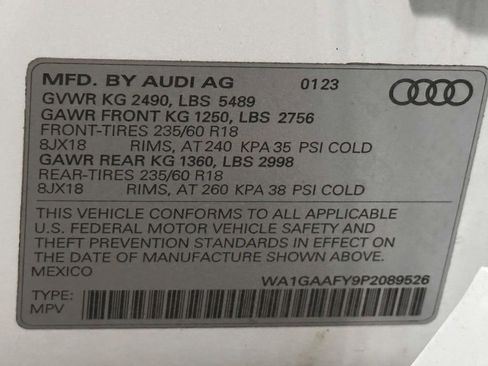 MFD. BY AUDI AG 0123
GVWR KG 2490, LBS 5489
GAWR FRONT KG 1250, LBS 2756
FRONT-TIRES 235/60 R18
8JX18 RIMS, AT 240 KPA 35 PSI COLD
GAWR REAR KG 1360, LBS 2998
REAR-TIRES 235/60 R18
8JX18 RIMS, AT 260 KPA 38 PSI COLD
THIS VEHICLE CONFORMS TO ALL APPLICABLE
U.S. FEDERAL MOTOR VEHICLE SAFETY AND
THEFT PREVENTION STANDARDS IN EFFECT ON
THE DATE OF MANUFACTURE SHOWN ABOVE.
MEXICO WA1GAAFY9P2089526
TYPE:
MPV